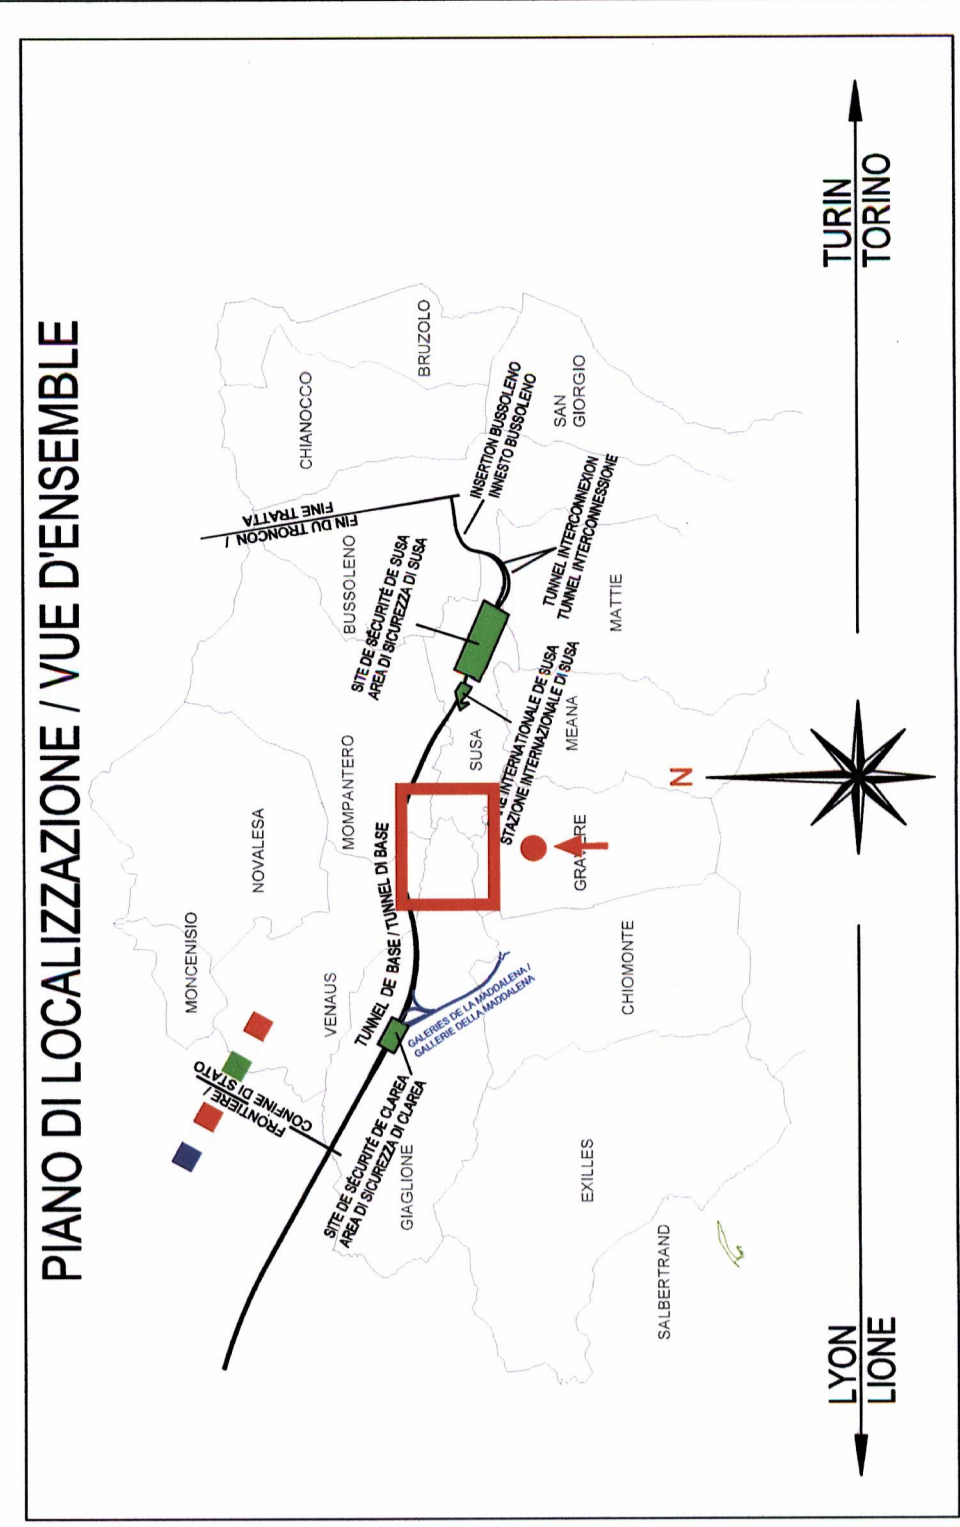 PIANO DI LOCALIZZAZIONE / VUE D'ENSEMBLE
MONCENISIO
NOVALESA
FRONTIERE /
CONFINE DI STATO
VENAUS
MOMPANTERO
FIN DU TRONCON /
FINE TRATTA
CHIANOCCO
BRUZOLO
BUSSOLENO
SITE DE SÉCURITÉ DE SUSA
AREA DI SICUREZZA DI SUSA
INSERTION BUSSOLENO
INNESTO BUSSOLENO
SAN
GIORGIO
TUNNEL DE BASE / TUNNEL DI BASE
SITE DE SÉCURITÉ DE CLAREA
AREA DI SICUREZZA DI CLAREA
GIAGLIONE
GALERIES DE LA MADDALENA /
GALLERIE DELLA MADDALENA
SUSA
INTERNATIONALE DE SUSA
STAZIONE INTERNAZIONALE DI SUSA
TUNNEL INTERCONNEXION
TUNNEL INTERCONNESSIONE
MATTIE
MEANA
GRAVERE
CHIOMONTE
EXILLES
SALBERTRAND
N
LYON
LIONE
TURIN
TORINO